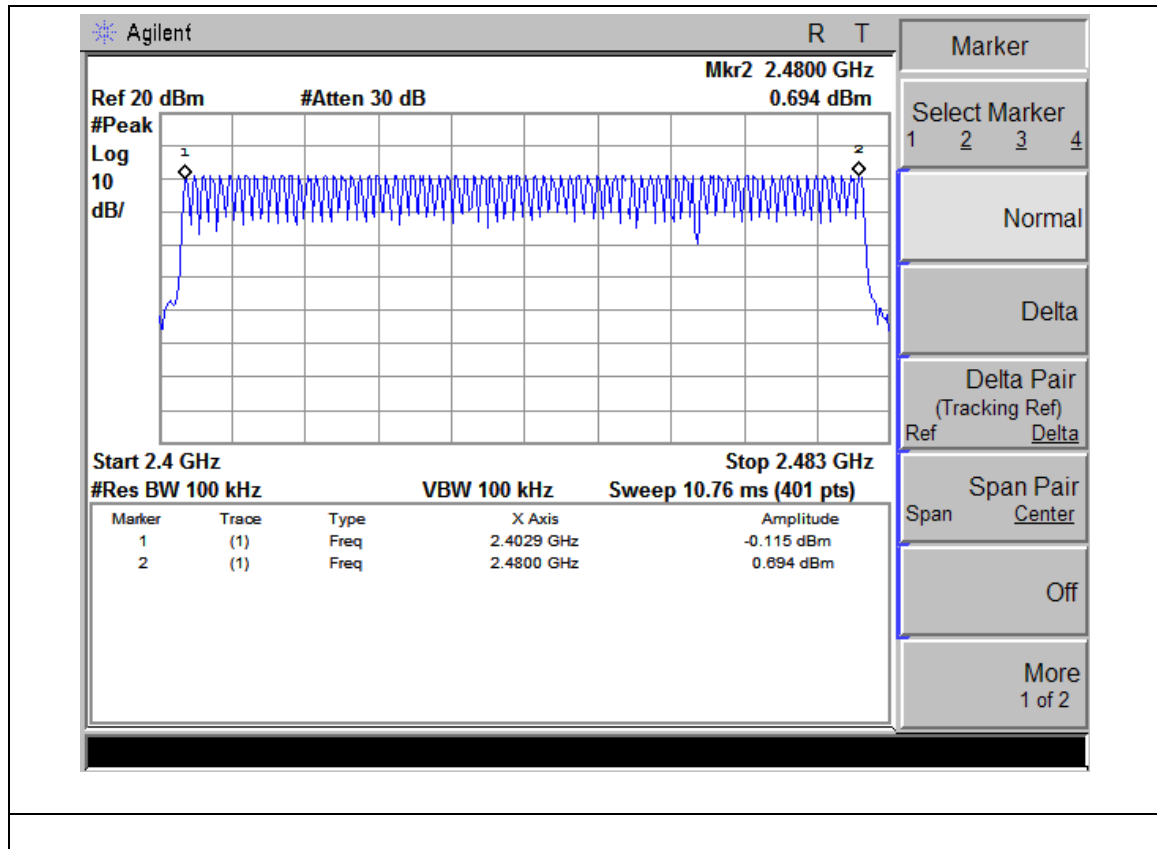 Agilent R T
Mkr2 2.4800 GHz
Ref 20 dBm #Atten 30 dB 0.694 dBm
#Peak
Log
10
dB/
1
2
Start 2.4 GHz Stop 2.483 GHz
#Res BW 100 kHz VBW 100 kHz Sweep 10.76 ms (401 pts)
Marker Trace Type X Axis Amplitude
1 (1) Freq 2.4029 GHz -0.115 dBm
2 (1) Freq 2.4800 GHz 0.694 dBm
Marker
Select Marker
1 2 3 4
Normal
Delta
Delta Pair
(Tracking Ref)
Ref Delta
Span Pair
Span Center
Off
More
1 of 2